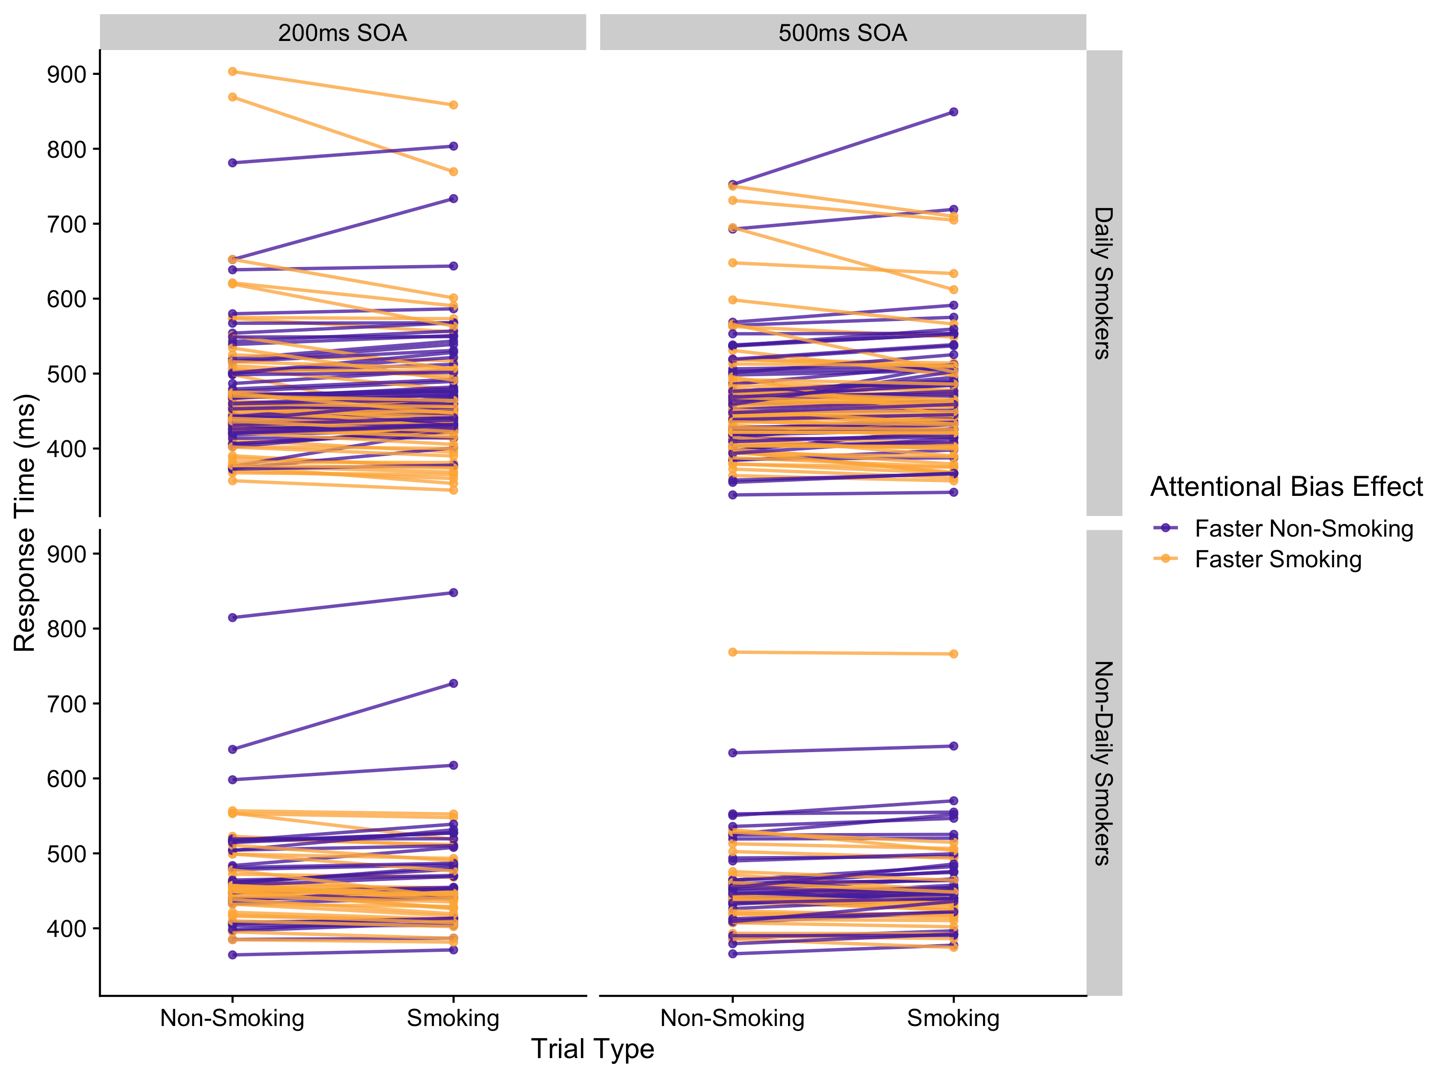 200ms SOA
500ms SOA
900
800
700
600
500
400
Daily Smokers
900
800
700
600
500
400
Non-Daily Smokers
Response Time (ms)
Non-Smoking
Smoking
Non-Smoking
Smoking
Trial Type
Attentional Bias Effect
Faster Non-Smoking
Faster Smoking